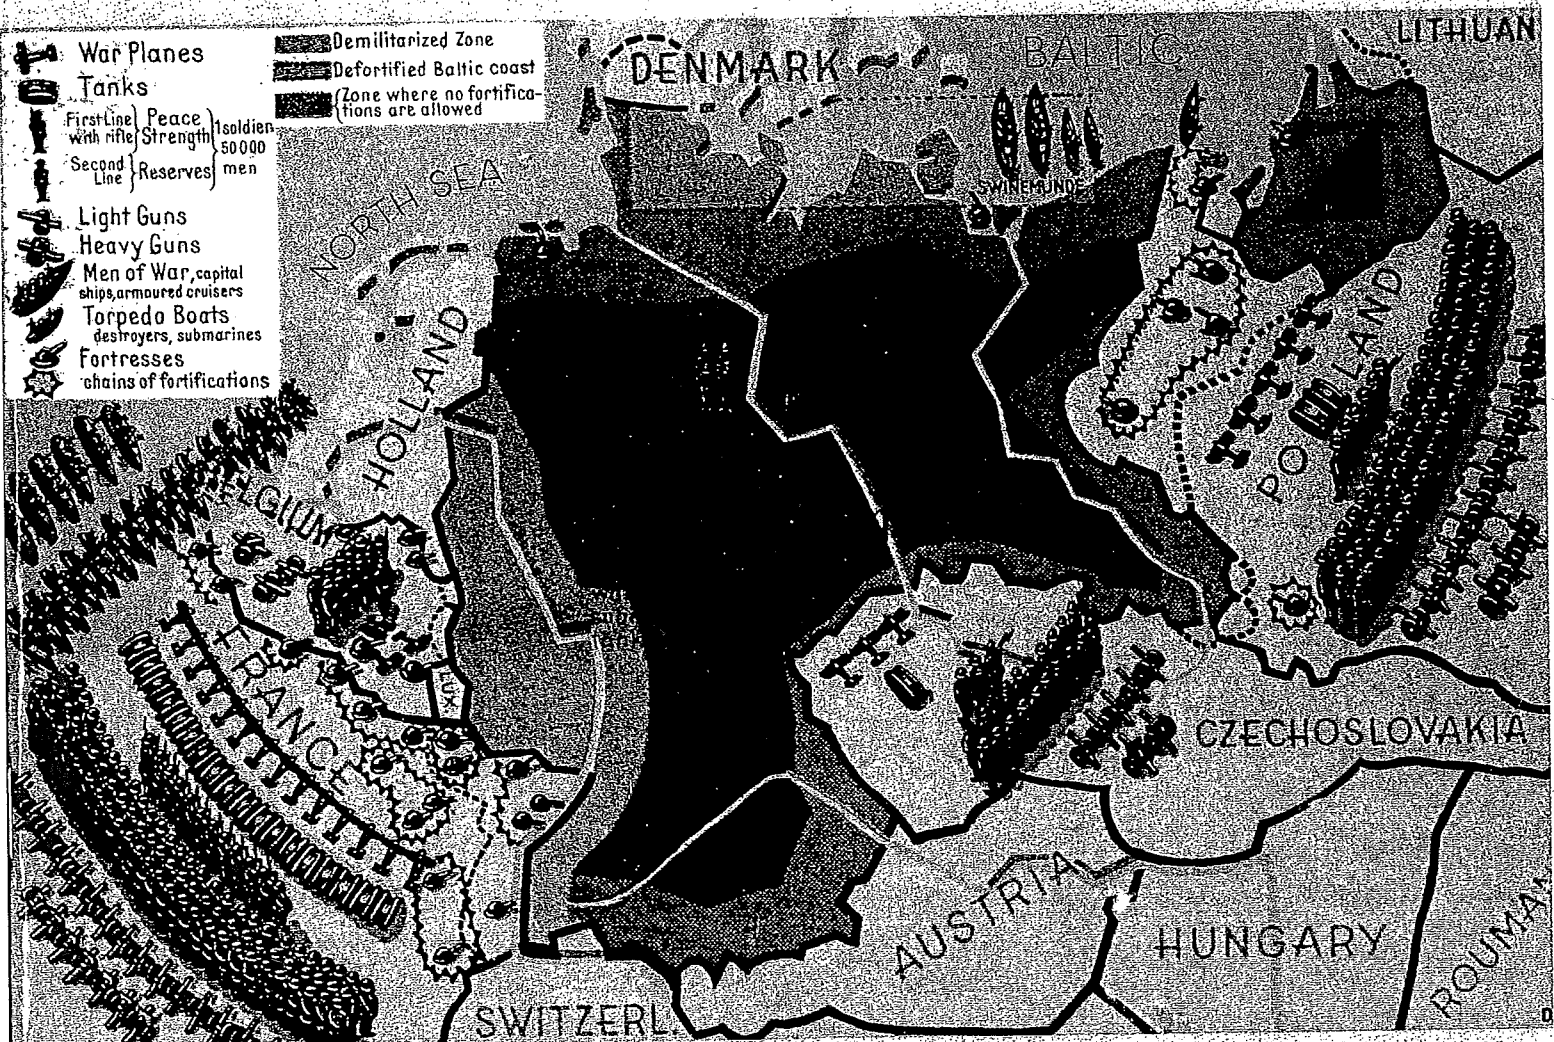 War Planes
Tanks
First Line with rifle
Peace Strength
Second Line
Reserves
1 soldier 50000 men
Light Guns
Heavy Guns
Men of War, capital
ships, armoured cruisers
Torpedo Boats
destroyers, submarines
Fortresses
chains of fortifications
Demilitarized Zone
Defortified Baltic coast
Zone where no fortifica-
tions are allowed
DENMARK
BALTIC
LITHUAN
NORTH SEA
SWINEMUNDE
HOLLAND
POLAND
ELGIUM
FRANCE
LUX
CZECHOSLOVAKIA
AUSTRIA
HUNGARY
ROUMA
SWITZERL.